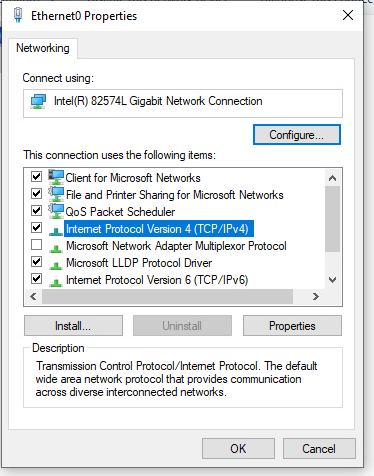 Ethernet0 Properties
Networking
Connect using:
Intel(R) 82574L Gigabit Network Connection
Configure...
This connection uses the following items:
Client for Microsoft Networks
File and Printer Sharing for Microsoft Networks
QoS Packet Scheduler
Internet Protocol Version 4 (TCP/IPv4)
Microsoft Network Adapter Multiplexor Protocol
Microsoft LLDP Protocol Driver
Internet Protocol Version 6 (TCP/IPv6)
Install...
Uninstall
Properties
Description
Transmission Control Protocol/Internet Protocol. The default
wide area network protocol that provides communication
across diverse interconnected networks.
OK
Cancel